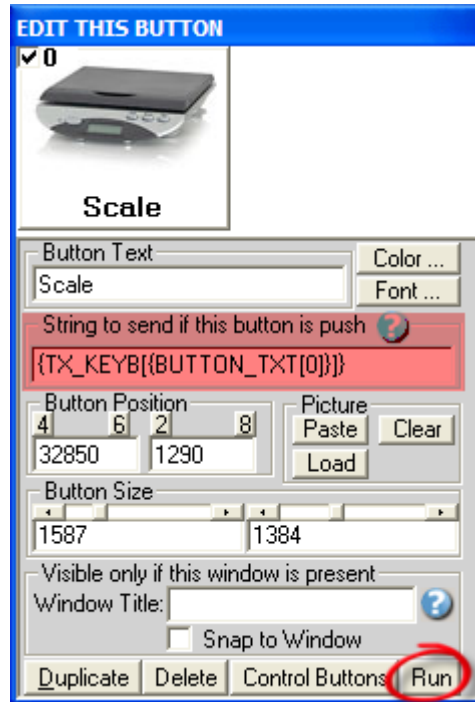 EDIT THIS BUTTON
0
Scale
Button Text
Color ...
Scale
Font ...
String to send if this button is push
{TX_KEYB[{BUTTON_TXT[0]}]}
Button Position
Picture
4 6 2 8
Paste Clear
32850 1290
Load
Button Size
1587 1384
Visible only if this window is present
Window Title:
Snap to Window
Duplicate Delete Control Buttons Run